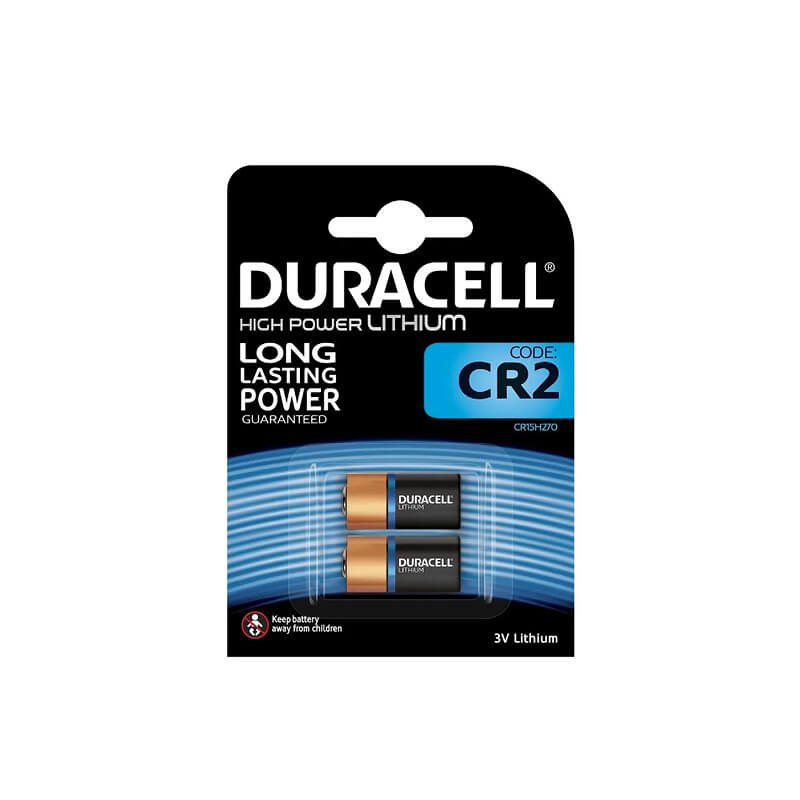 DURACELL®
HIGH POWER LITHIUM
LONG
LASTING
POWER
GUARANTEED
CODE:
CR2
CR15H270
DURACELL
LITHIUM
DURACELL
LITHIUM
Keep battery
away from children
3V Lithium